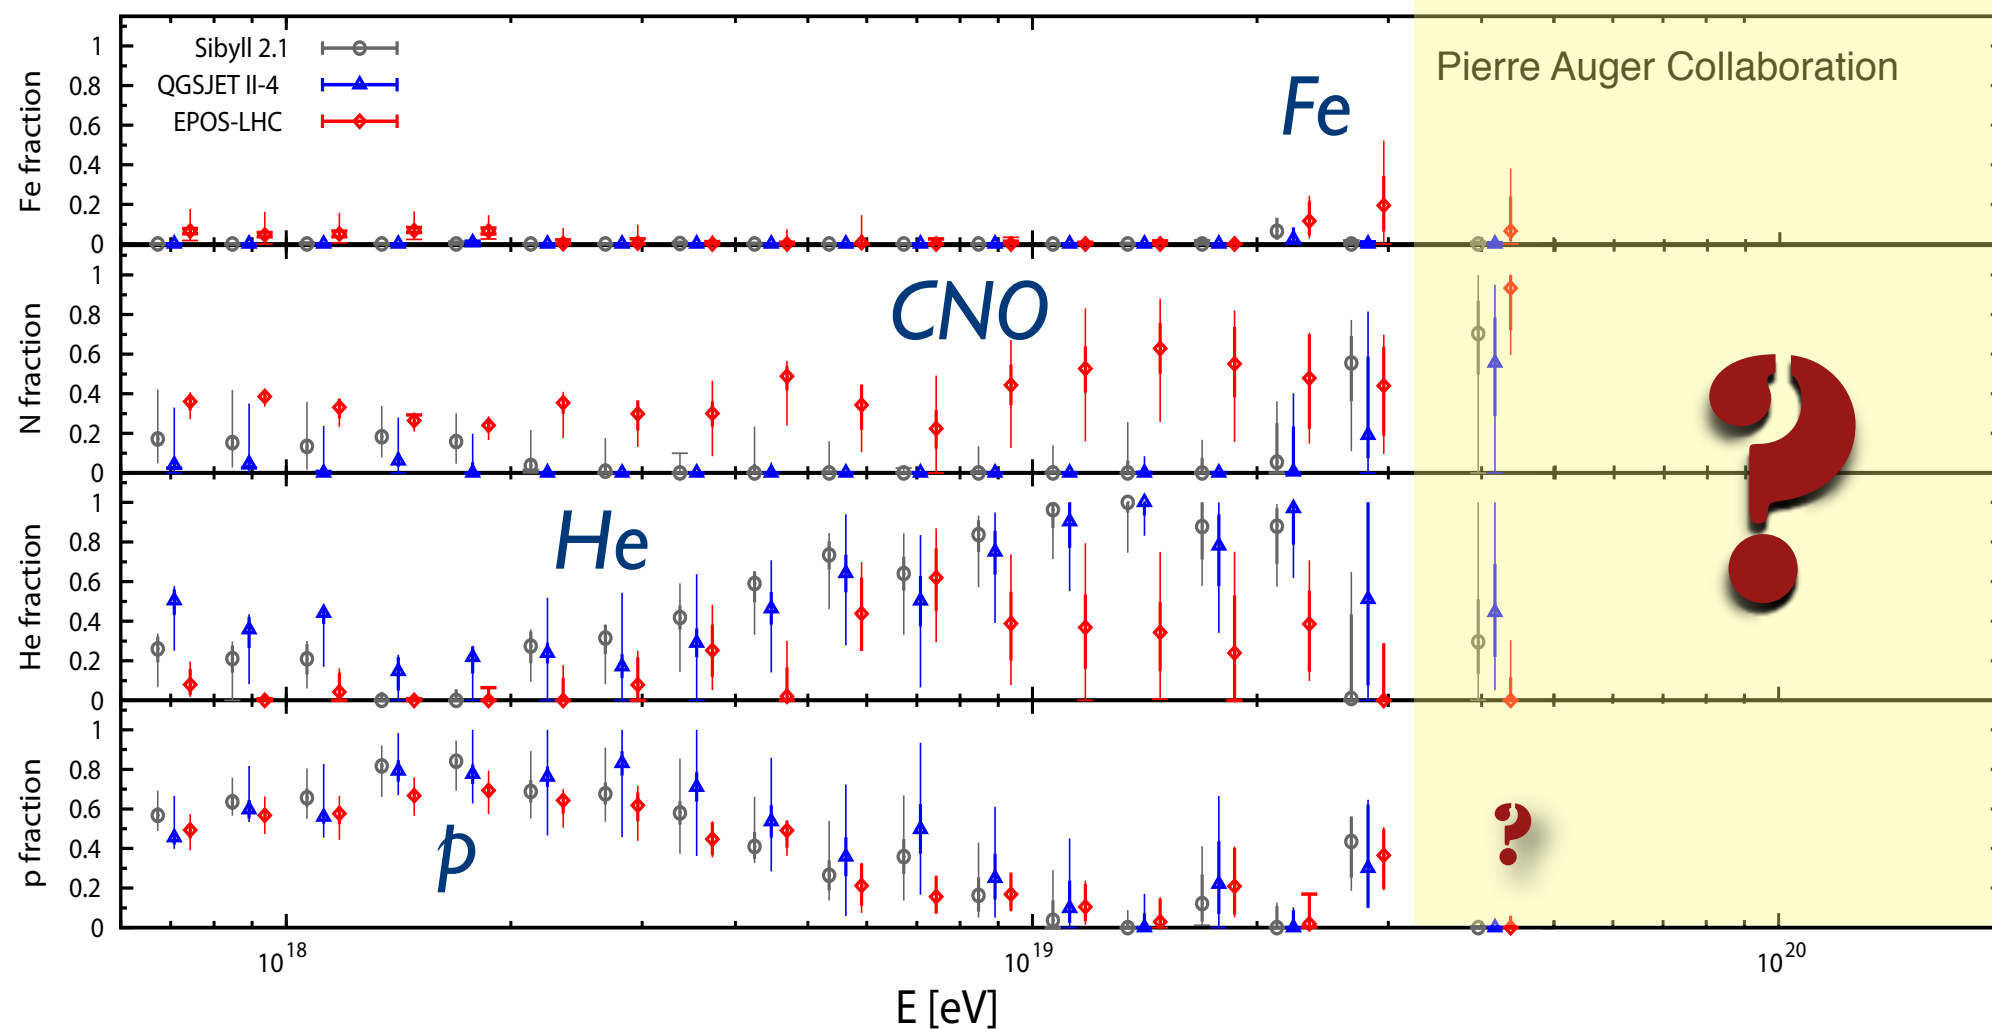 Sibyll 2.1
QGSJET II-4
EPOS-LHC
Pierre Auger Collaboration
Fe
Fe fraction
1
0.8
0.6
0.4
0.2
0
CNO
N fraction
1
0.8
0.6
0.4
0.2
0
He
He fraction
1
0.8
0.6
0.4
0.2
0
p
p fraction
1
0.8
0.6
0.4
0.2
0
?
?
10^18
10^19
10^20
E [eV]